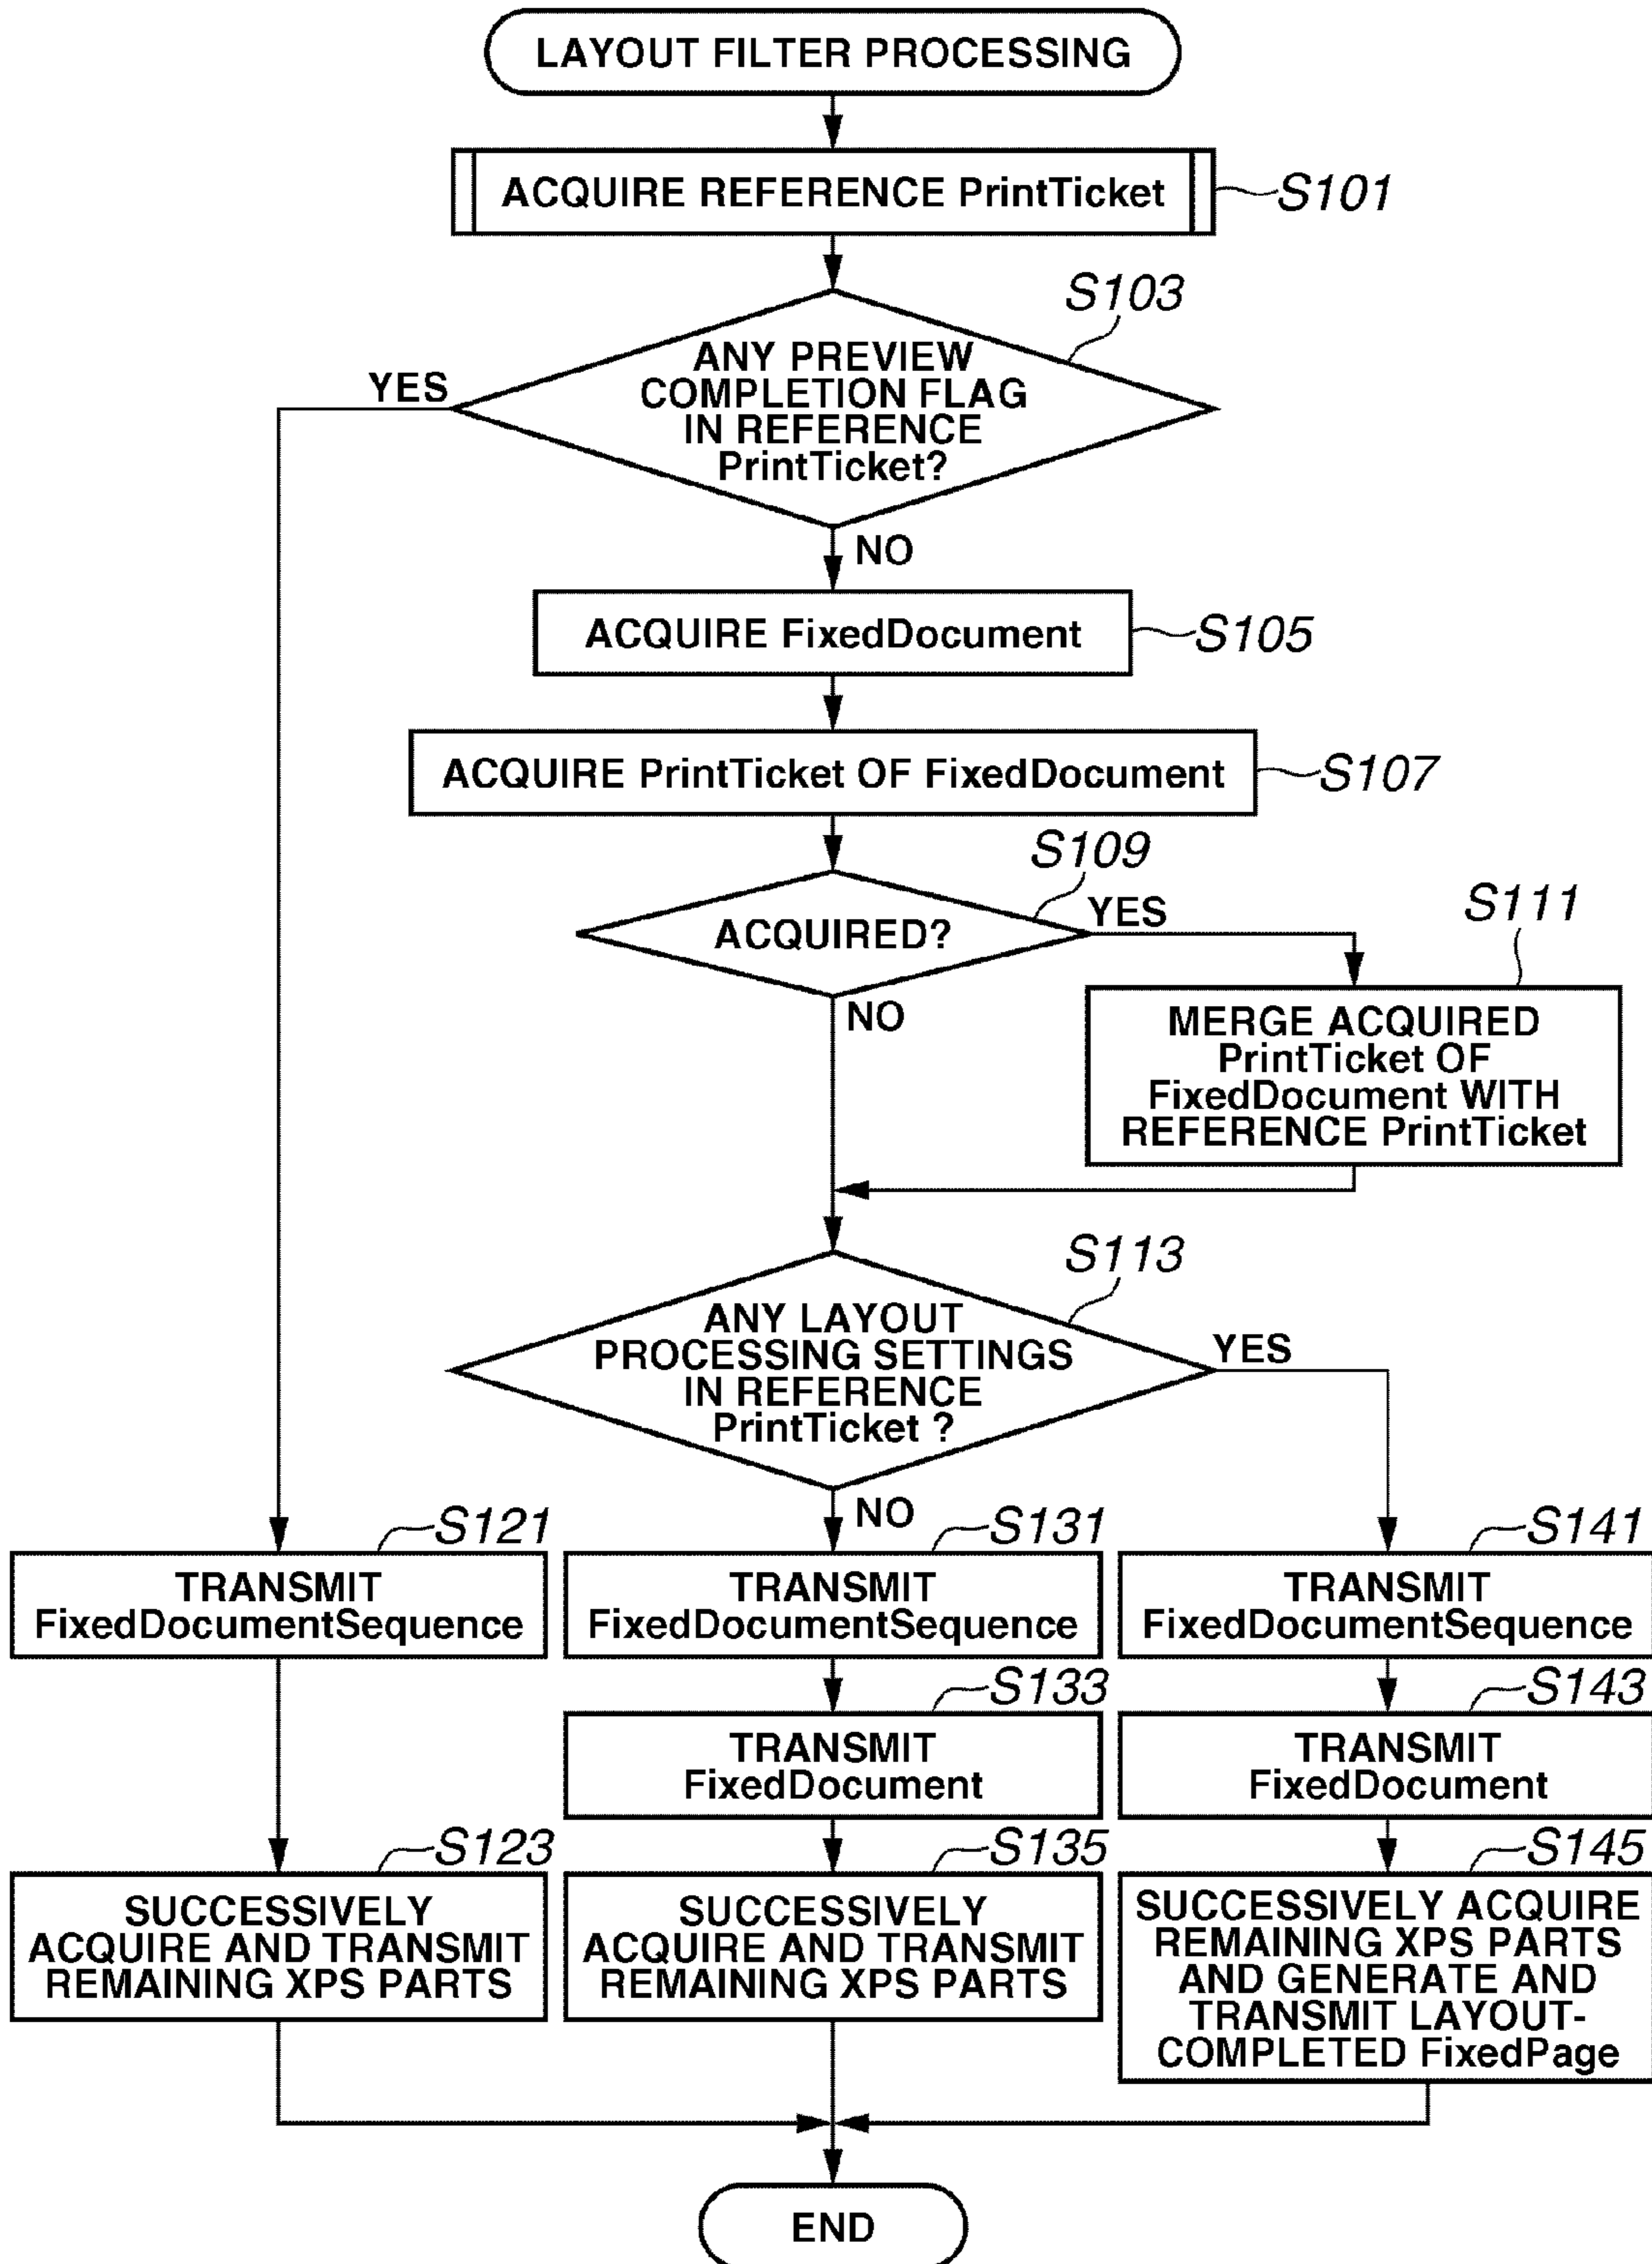 LAYOUT FILTER PROCESSING
ACQUIRE REFERENCE PrintTicket
S101
S103
ANY PREVIEW
COMPLETION FLAG
IN REFERENCE
PrintTicket?
YES
NO
ACQUIRE FixedDocument
S105
ACQUIRE PrintTicket OF FixedDocument
S107
S109
ACQUIRED?
YES
NO
S111
MERGE ACQUIRED
PrintTicket OF
FixedDocument WITH
REFERENCE PrintTicket
S113
ANY LAYOUT
PROCESSING SETTINGS
IN REFERENCE
PrintTicket ?
YES
NO
S121
TRANSMIT
FixedDocumentSequence
S131
TRANSMIT
FixedDocumentSequence
S141
TRANSMIT
FixedDocumentSequence
S133
TRANSMIT
FixedDocument
S143
TRANSMIT
FixedDocument
S123
SUCCESSIVELY
ACQUIRE AND TRANSMIT
REMAINING XPS PARTS
S135
SUCCESSIVELY
ACQUIRE AND TRANSMIT
REMAINING XPS PARTS
S145
SUCCESSIVELY ACQUIRE
REMAINING XPS PARTS
AND GENERATE AND
TRANSMIT LAYOUT-
COMPLETED FixedPage
END